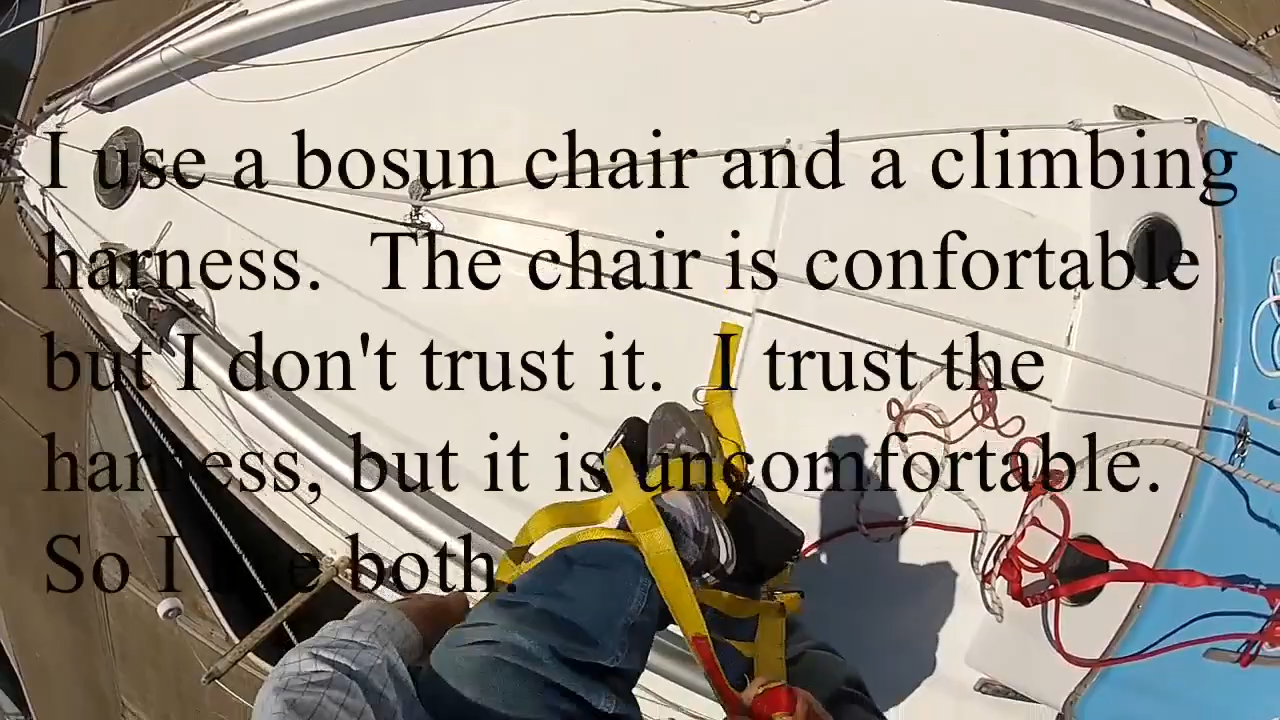 I use a bosun chair and a climbing
harness.  The chair is confortable
but I don't trust it.  I trust the
harness, but it is uncomfortable.
So I use both.